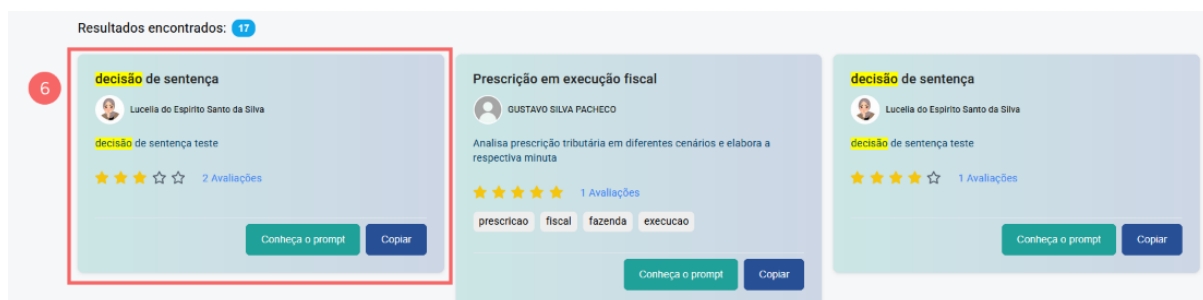 Resultados encontrados: 17
6
decisão de sentença
Lucelia do Espirito Santo da Silva
decisão de sentença teste
2 Avaliações
Conheça o prompt
Copiar
Prescrição em execução fiscal
GUSTAVO SILVA PACHECO
Analisa prescrição tributária em diferentes cenários e elabora a
respectiva minuta
1 Avaliações
prescricao fiscal fazenda execucao
Conheça o prompt
Copiar
decisão de sentença
Lucelia do Espirito Santo da Silva
decisão de sentença teste
1 Avaliações
Conheça o prompt
Copiar